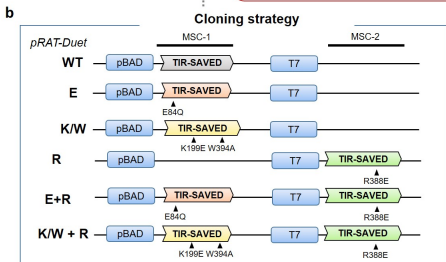 b
Cloning strategy
pRAT-Duet MSC-1 MSC-2
WT pBAD TIR-SAVED T7
E pBAD TIR-SAVED T7
E84Q
K/W pBAD TIR-SAVED T7
K199E W394A
R pBAD T7 TIR-SAVED
R388E
E+R pBAD TIR-SAVED T7 TIR-SAVED
E84Q R388E
K/W + R pBAD TIR-SAVED T7 TIR-SAVED
K199E W394A R388E